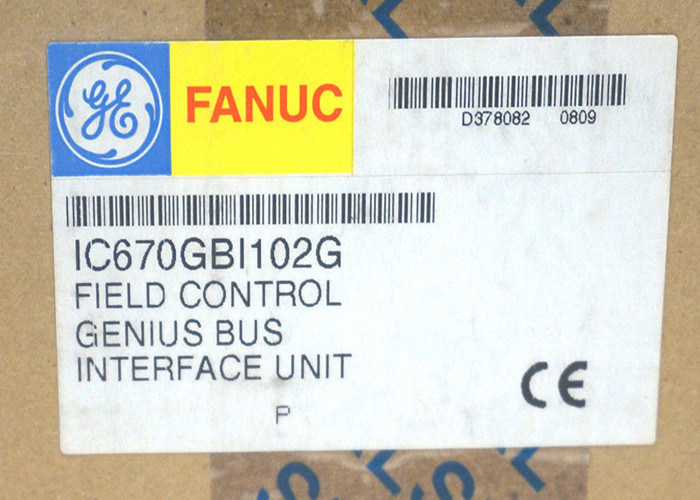 GE FANUC
D378082 0809
IC670GBI102G
FIELD CONTROL
GENIUS BUS
INTERFACE UNIT
P
CE